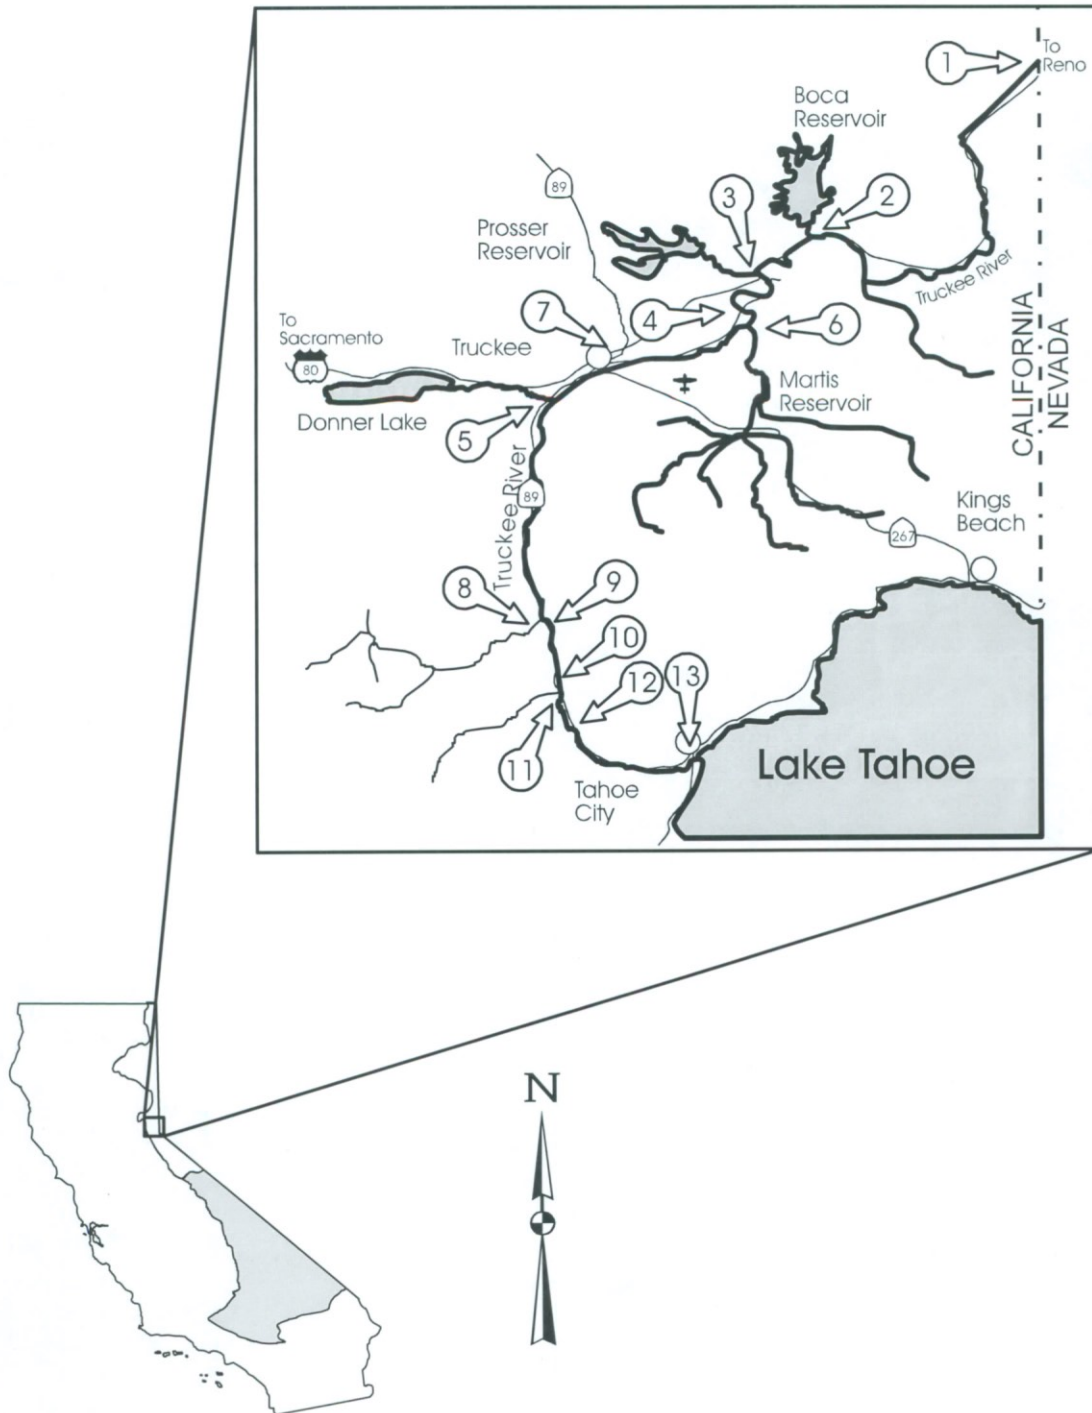 To
Reno
1
Boca
Reservoir
89
3
2
Prosser
Reservoir
Truckee River
7
4
6
To
Sacramento
80
Truckee
Martis
Reservoir
Donner Lake
5
CALIFORNIA
NEVADA
Truckee River
89
Kings
Beach
267
8
9
10
12
13
11
Lake Tahoe
Tahoe
City
N